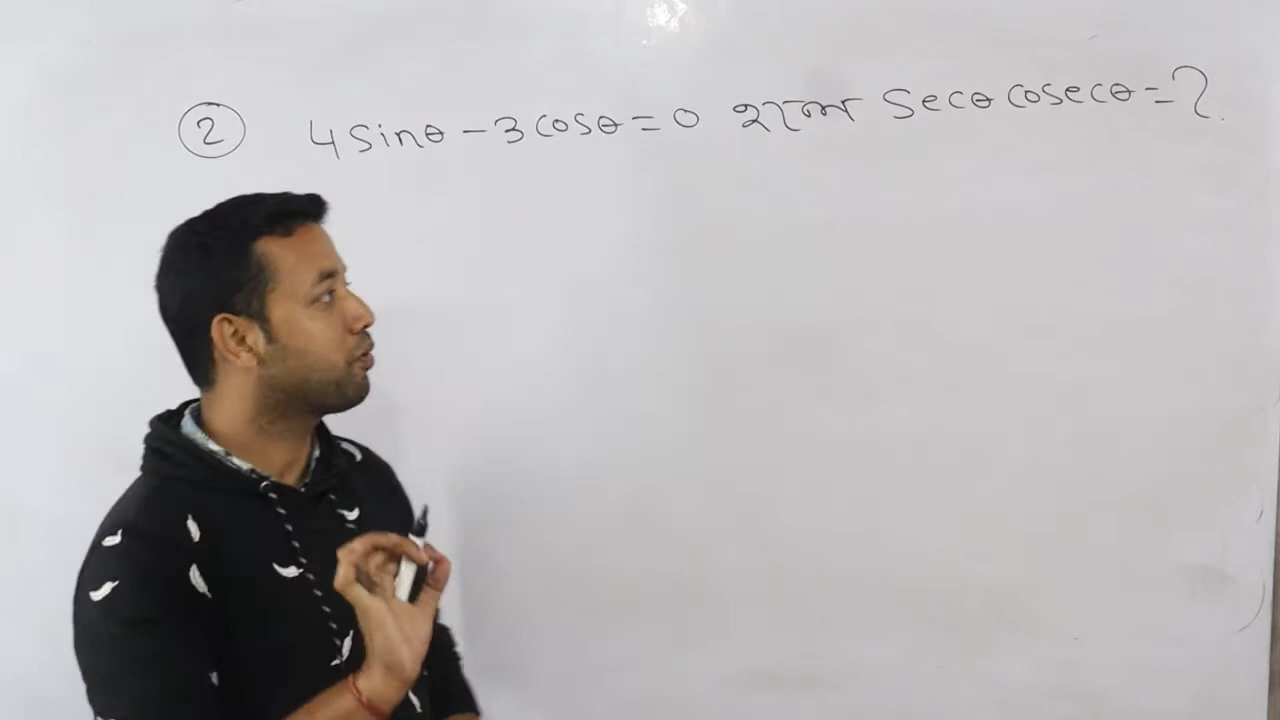 ② 4sinθ - 3cosθ = 0 হলে Secθ Cosecθ = ?